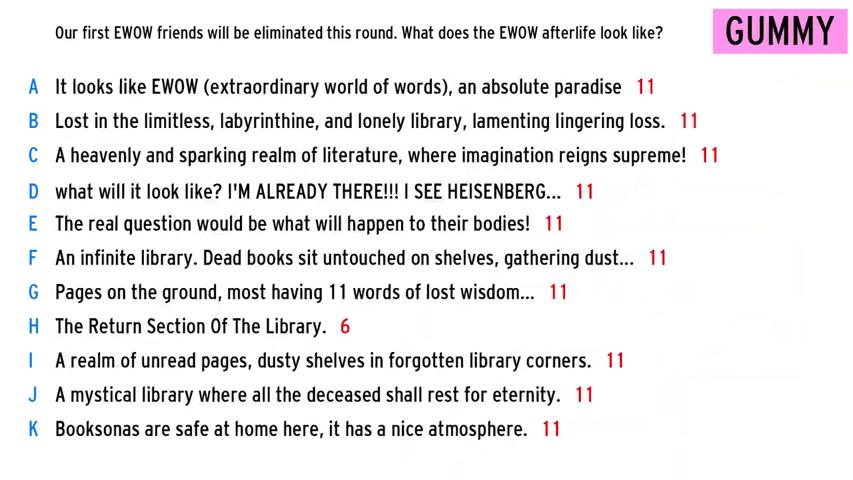 Our first EWOW friends will be eliminated this round. What does the EWOW afterlife look like?
GUMMY
A It looks like EWOW (extraordinary world of words), an absolute paradise 11
B Lost in the limitless, labyrinthine, and lonely library, lamenting lingering loss. 11
C A heavenly and sparking realm of literature, where imagination reigns supreme! 11
D what will it look like? I'M ALREADY THERE!!! I SEE HEISENBERG... 11
E The real question would be what will happen to their bodies! 11
F An infinite library. Dead books sit untouched on shelves, gathering dust... 11
G Pages on the ground, most having 11 words of lost wisdom... 11
H The Return Section Of The Library. 6
I A realm of unread pages, dusty shelves in forgotten library corners. 11
J A mystical library where all the deceased shall rest for eternity. 11
K Booksonas are safe at home here, it has a nice atmosphere. 11